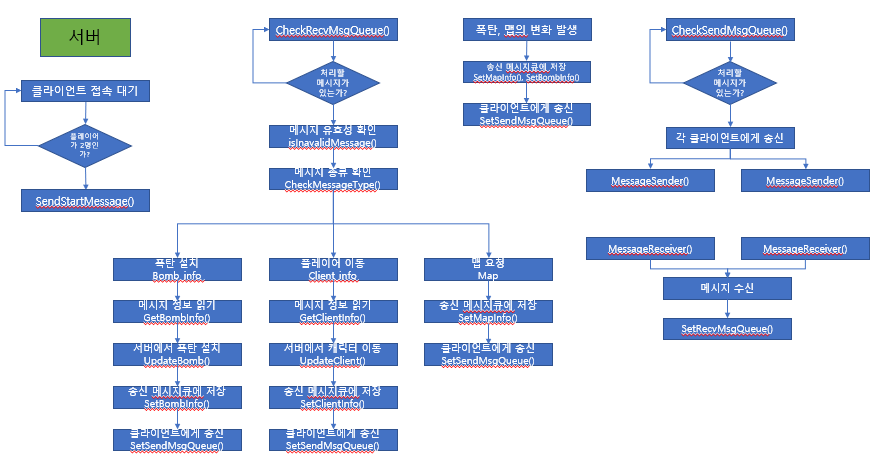 서버
클라이언트 접속 대기
플레이어
가 2명인
가?
SendStartMessage()
CheckRecvMsgQueue()
처리할
메시지가
있는가?
메시지 유효성 확인
isInavalidMessage()
메시지 종류 확인
CheckMessageType()
폭탄 설치
Bomb_info
메시지 정보 읽기
GetBombInfo()
서버에서 폭탄 설치
UpdateBomb()
송신 메시지큐에 저장
SetBombInfo()
클라이언트에게 송신
SetSendMsgQueue()
플레이어 이동
Client_info
메시지 정보 읽기
GetClientInfo()
서버에서 캐릭터 이동
UpdateClient()
송신 메시지큐에 저장
SetClientInfo()
클라이언트에게 송신
SetSendMsgQueue()
맵 요청
Map
송신 메시지큐에 저장
SetMapInfo()
클라이언트에게 송신
SetSendMsgQueue()
폭탄, 맵의 변화 발생
송신 메시지큐에 저장
SetMapInfo(), SetBombInfo()
클라이언트에게 송신
SetSendMsgQueue()
CheckSendMsgQueue()
처리할
메시지가
있는가?
각 클라이언트에게 송신
MessageSender()
MessageSender()
MessageReceiver()
MessageReceiver()
메시지 수신
SetRecvMsgQueue()